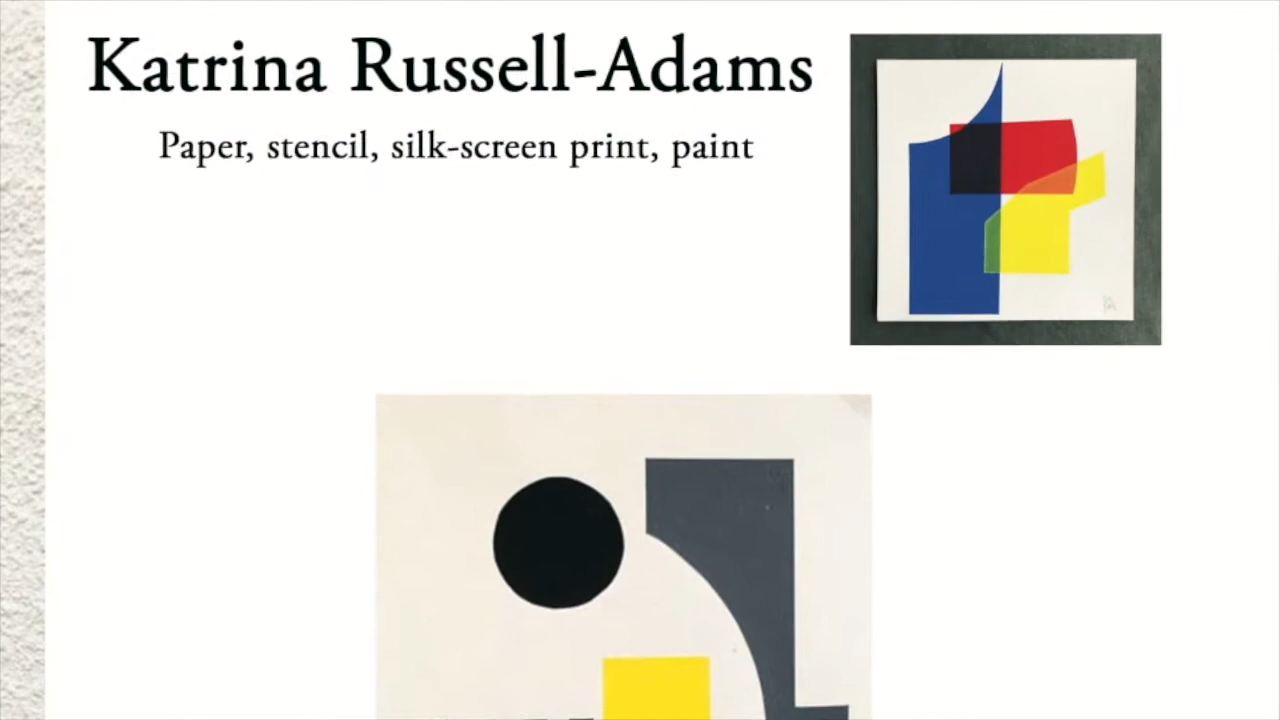 Katrina Russell-Adams
Paper, stencil, silk-screen print, paint